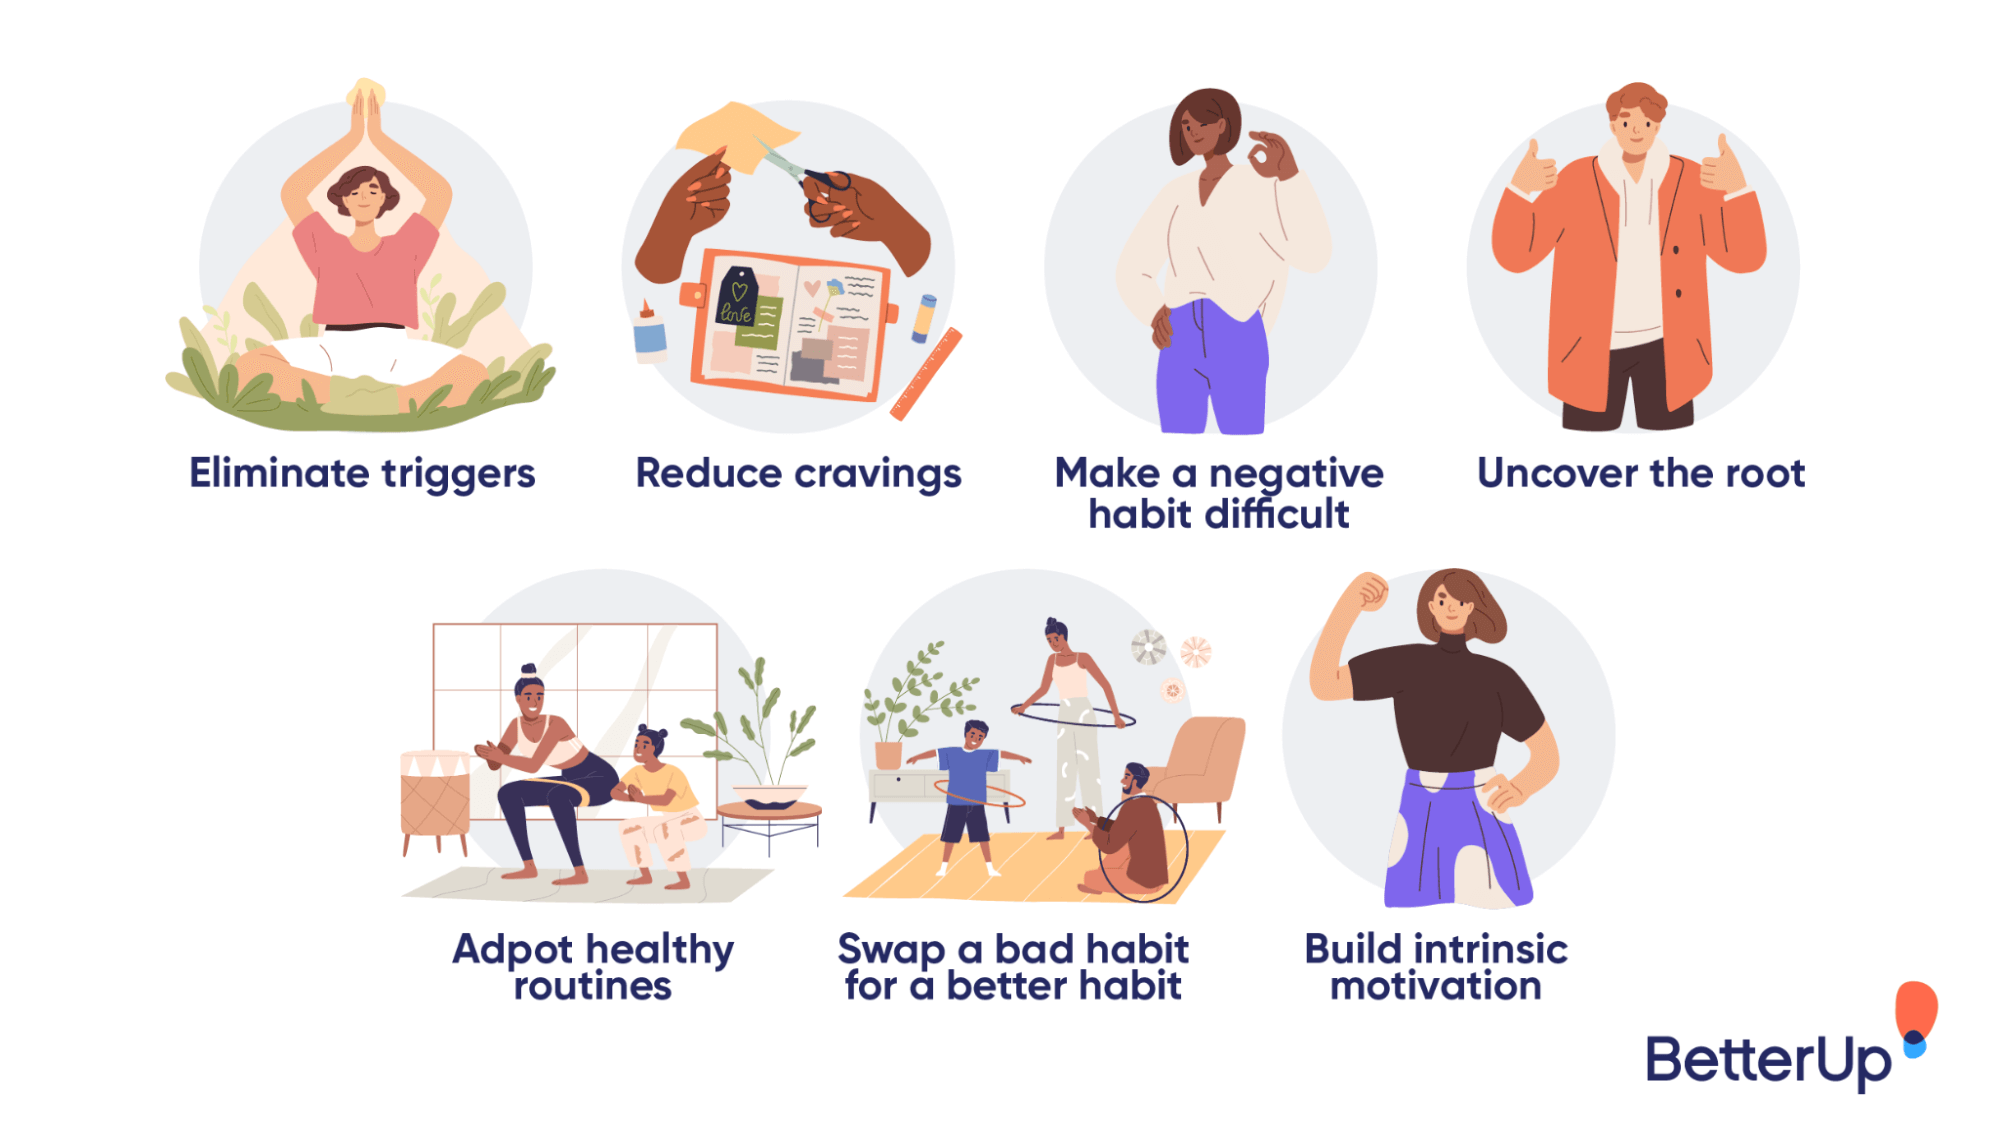 love
Eliminate triggers
Reduce cravings
Make a negative
habit difficult
Uncover the root
Adpot healthy
routines
Swap a bad habit
for a better habit
Build intrinsic
motivation
BetterUp